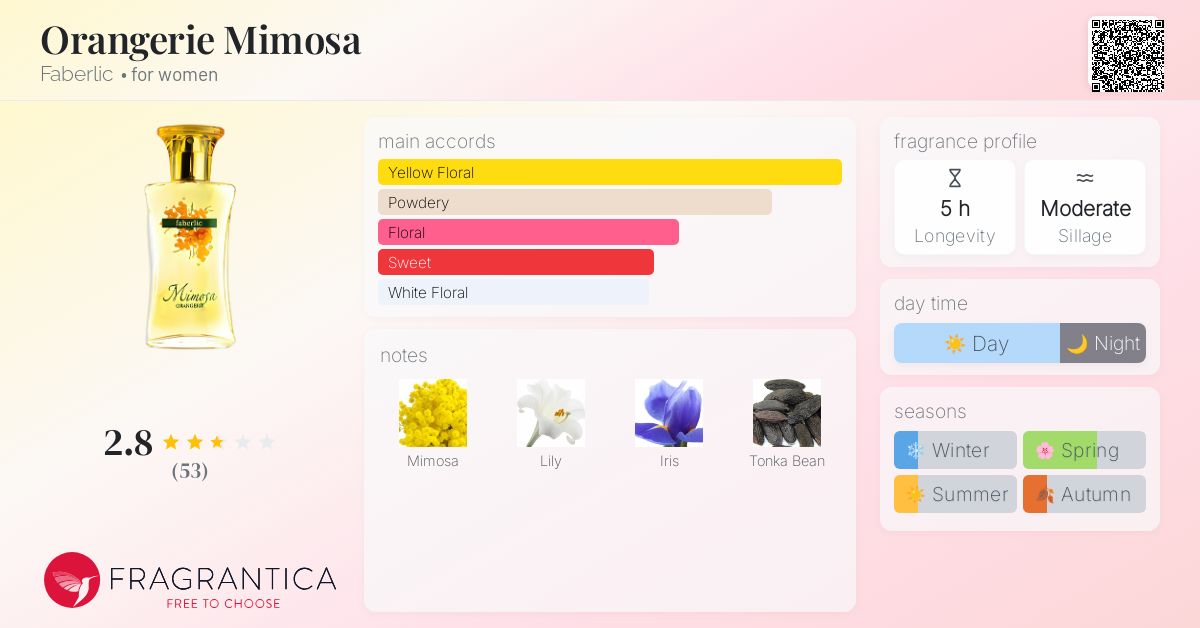 Orangerie Mimosa
Faberlic • for women
faberlic
Mimosa
ORANGERIE
2.8
(53)
FRAGRANTICA
FREE TO CHOOSE
main accords
Yellow Floral
Powdery
Floral
Sweet
White Floral
notes
Mimosa Lily Iris Tonka Bean
fragrance profile
5 h Moderate
Longevity Sillage
day time
Day Night
seasons
Winter Spring
Summer Autumn